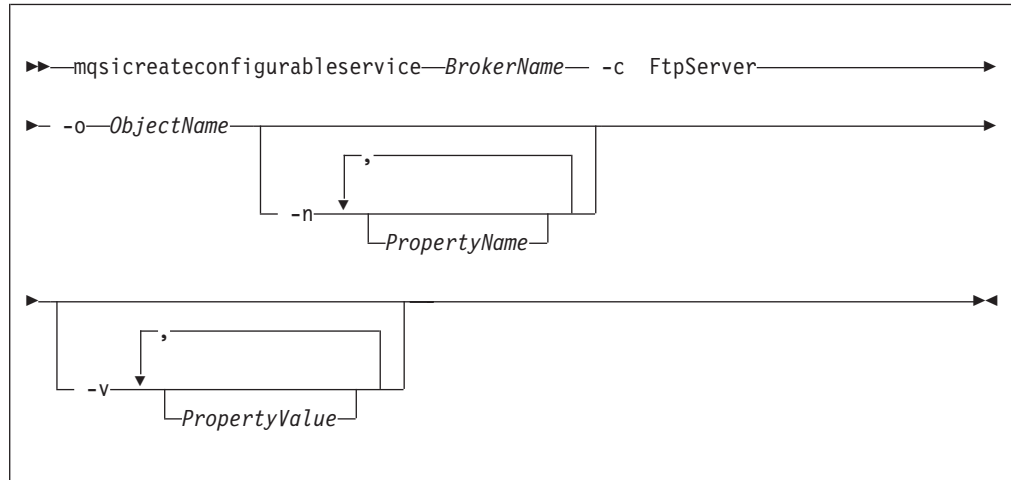 mqsicreateconfigurableservice BrokerName -c FtpServer
-o ObjectName
,
-n
PropertyName
,
-v
PropertyValue